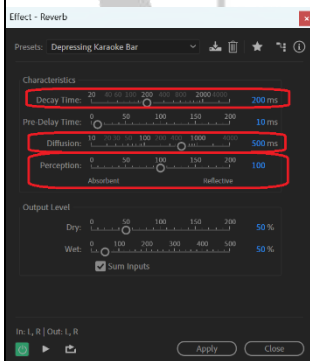 Effect - Reverb
Presets: Depressing Karaoke Bar
Characteristics
20 40 60 100 200 400 800 2000 4000
Decay Time: 200 ms
0 50 100 150 200
Pre-Delay Time: 10 ms
10 20 30 50 100 200 400 1000 4000
Diffusion: 500 ms
0 50 100 150 200
Perception: 100
Absorbent Reflective
Output Level
0 50 100 150 200
Dry: 50 %
0 100 200 300 400 500
Wet: 50 %
Sum Inputs
In: L, R | Out: L, R
Apply Close